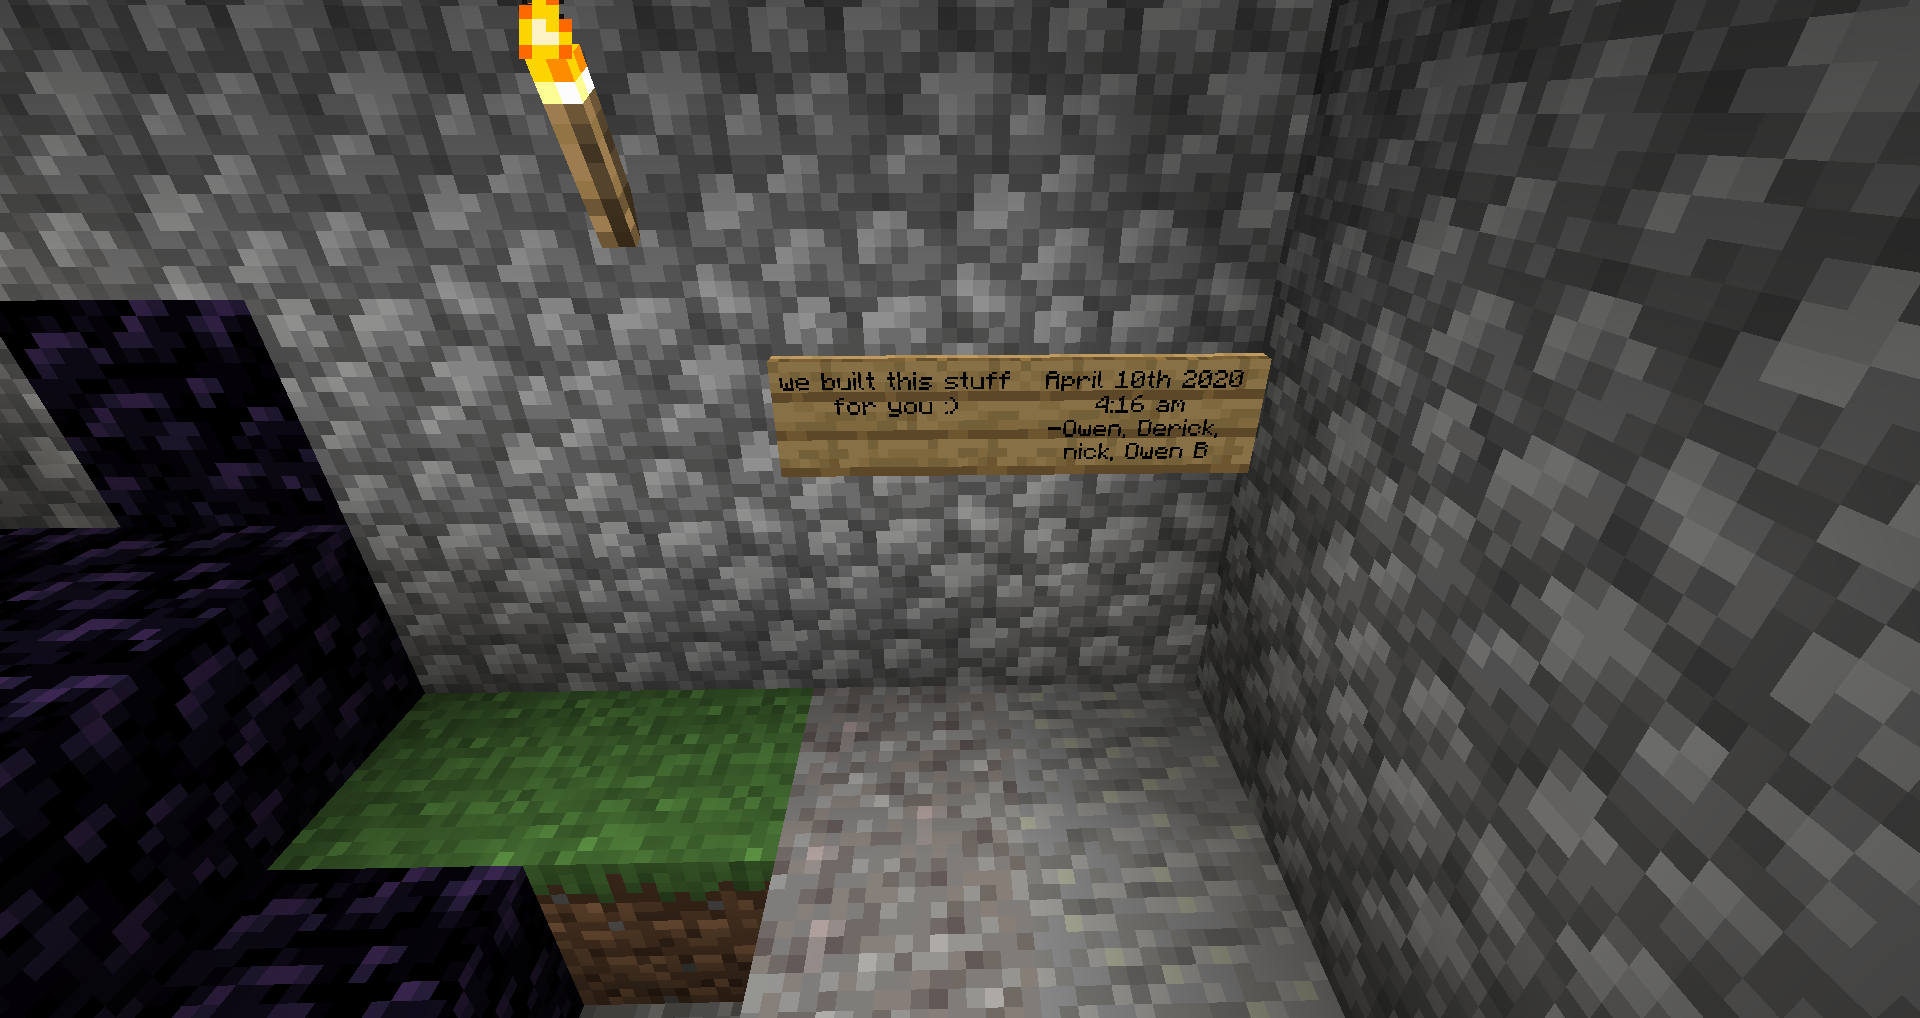 we built this stuff
for you :)
April 10th 2020
4:16 am
-Owen, Derick,
nick, Owen B